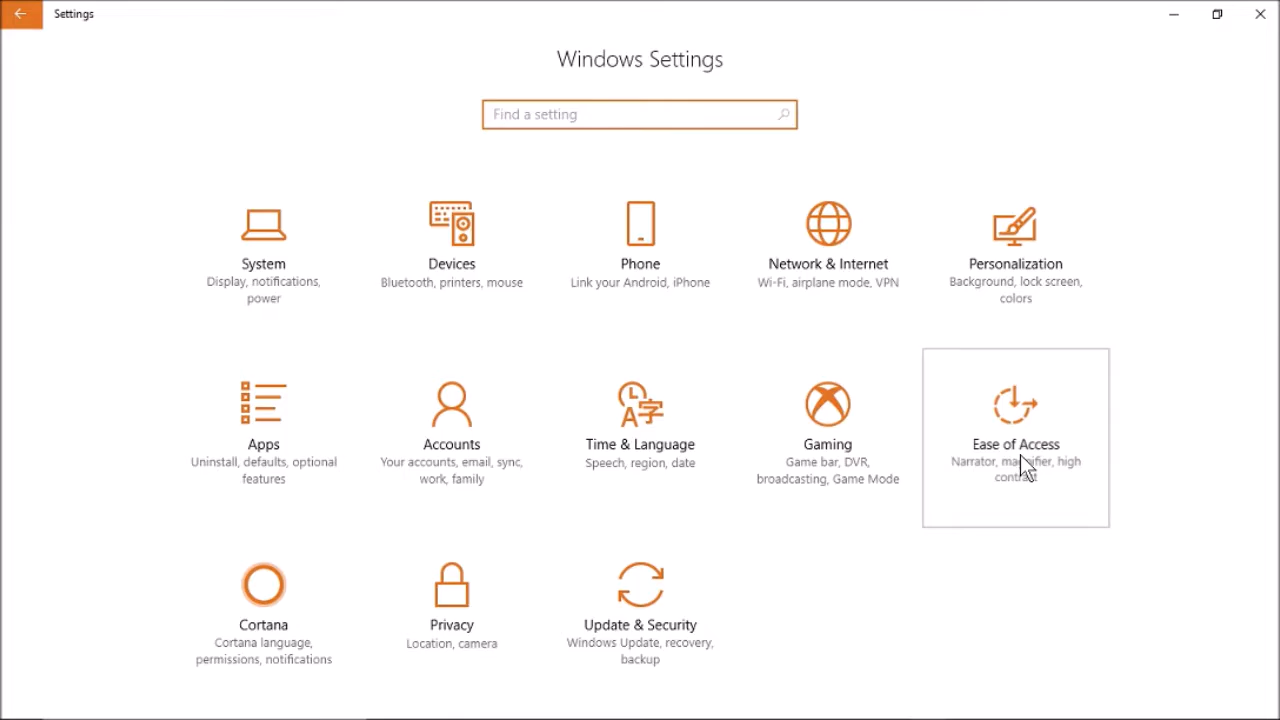 Settings
Windows Settings
Find a setting
System
Display, notifications,
power
Devices
Bluetooth, printers, mouse
Phone
Link your Android, iPhone
Network & Internet
Wi-Fi, airplane mode, VPN
Personalization
Background, lock screen,
colors
Apps
Uninstall, defaults, optional
features
Accounts
Your accounts, email, sync,
work, family
Time & Language
Speech, region, date
Gaming
Game bar, DVR,
broadcasting, Game Mode
Ease of Access
Narrator, magnifier, high
contrast
Cortana
Cortana language,
permissions, notifications
Privacy
Location, camera
Update & Security
Windows Update, recovery,
backup